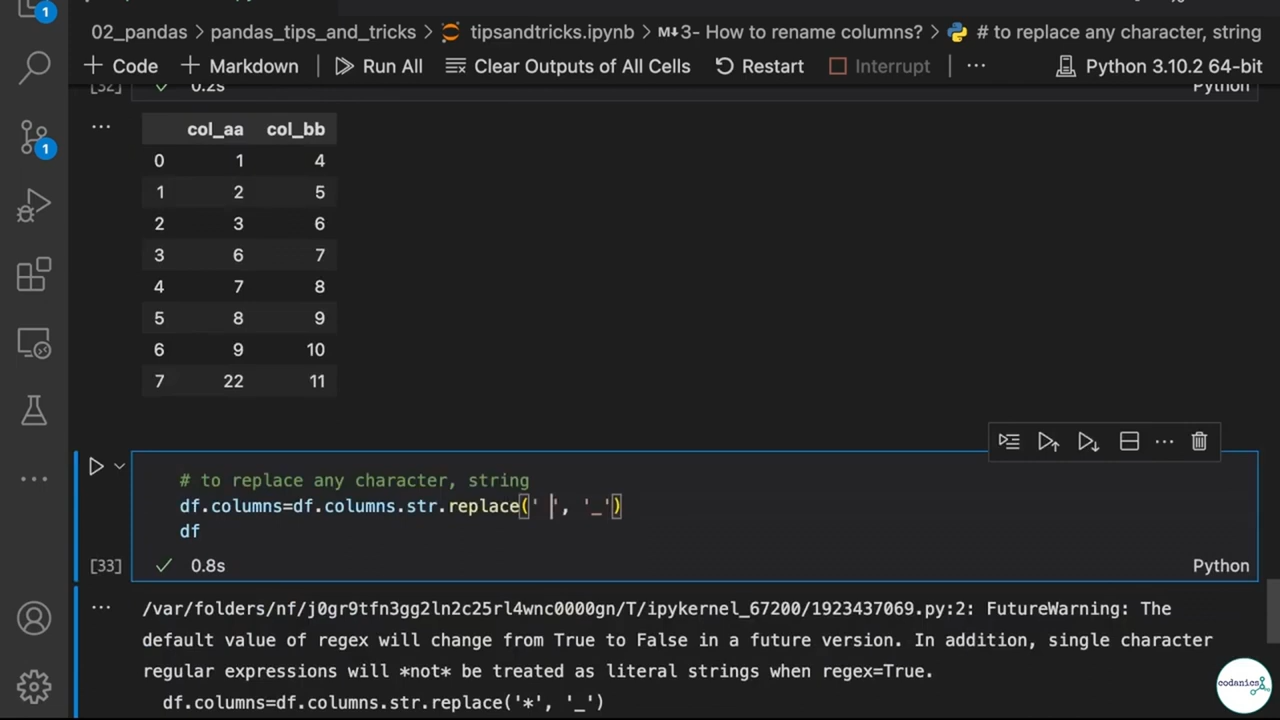 1
02_pandas > pandas_tips_and_tricks > tipsandtricks.ipynb > M↓3- How to rename columns? > # to replace any character, string
+ Code + Markdown | Run All Clear Outputs of All Cells Restart Interrupt | ... Python 3.10.2 64-bit
[32] 0.2s Python
1
... col_aa col_bb
0 1 4
1 2 5
2 3 6
3 6 7
4 7 8
5 8 9
6 9 10
7 22 11
# to replace any character, string
df.columns=df.columns.str.replace(' ', '_')
df
[33] 0.8s Python
... /var/folders/nf/j0gr9tfn3gg2ln2c25rl4wnc0000gn/T/ipykernel_67200/1923437069.py:2: FutureWarning: The
default value of regex will change from True to False in a future version. In addition, single character
regular expressions will *not* be treated as literal strings when regex=True.
df.columns=df.columns.str.replace('*', '_')
codanics